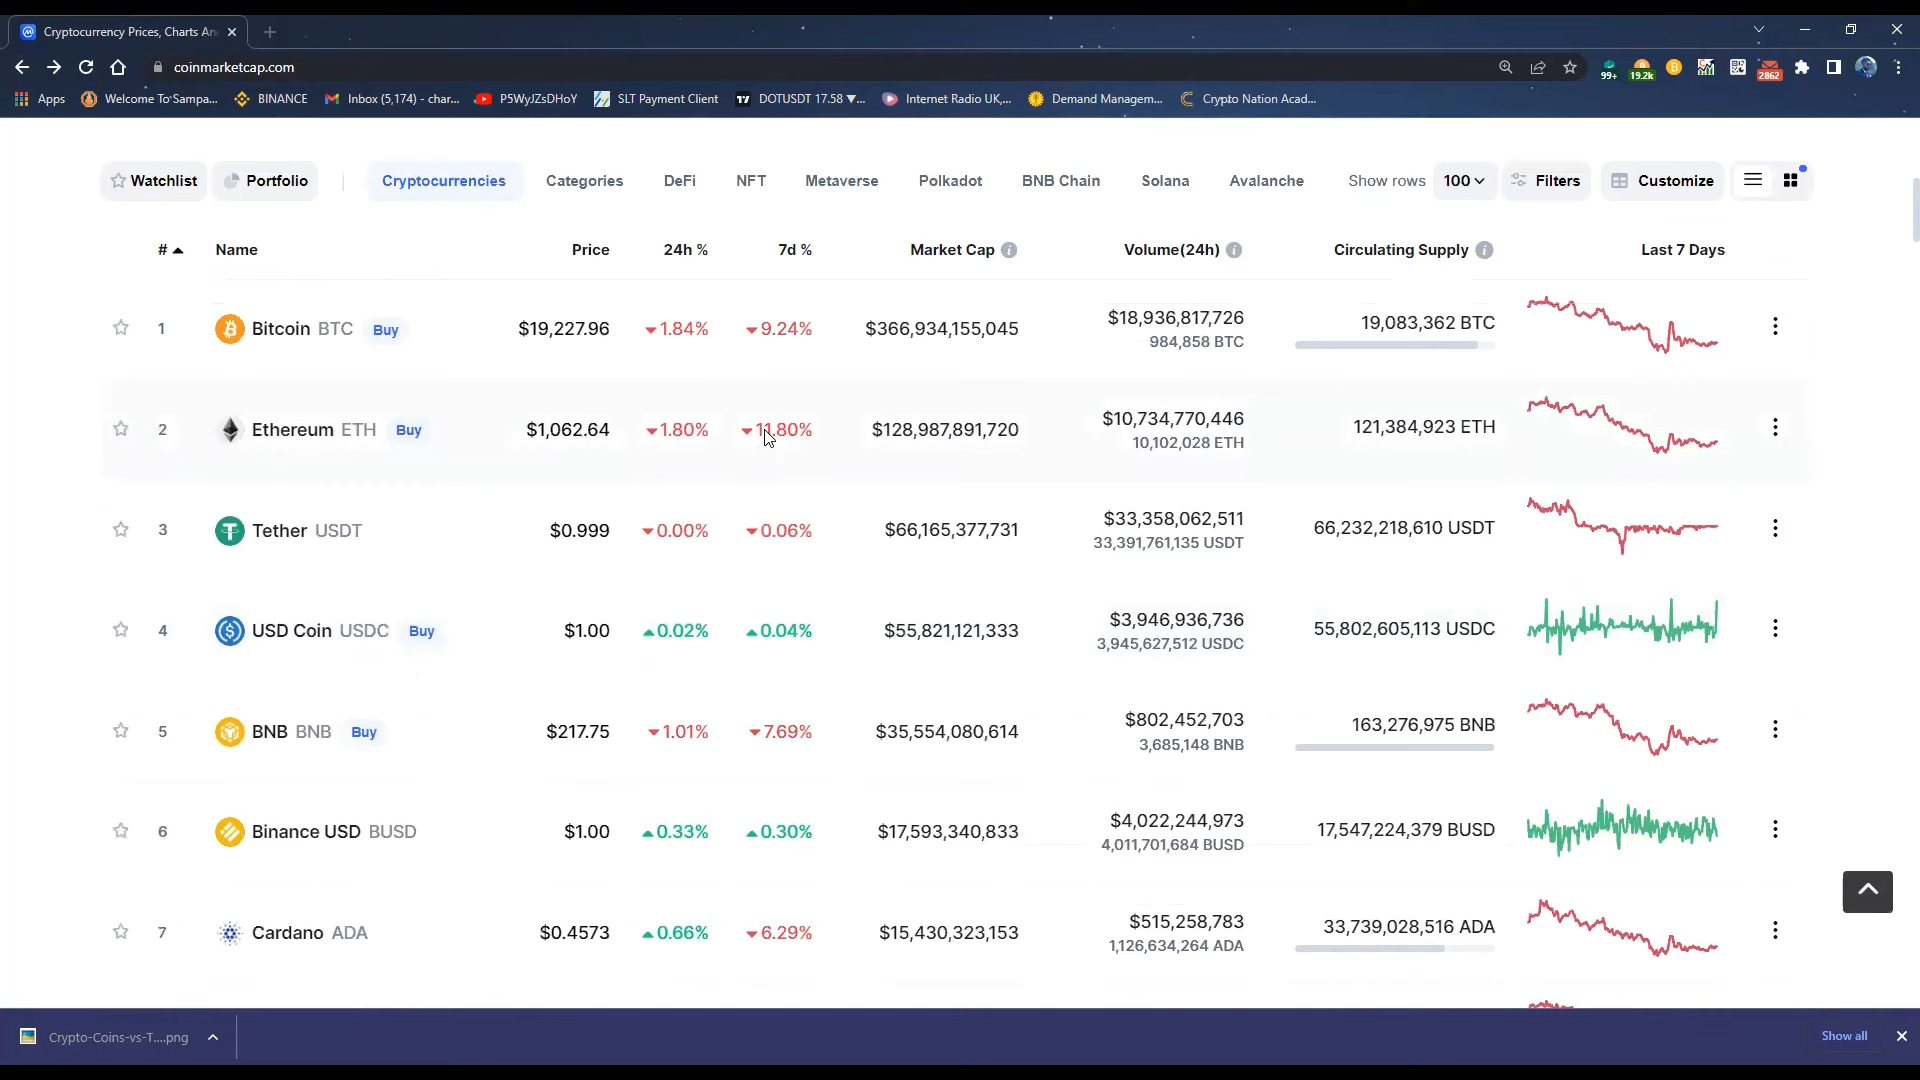 Cryptocurrency Prices, Charts An
coinmarketcap.com
99+ 19.2k 2862
Apps Welcome To Sampa... BINANCE Inbox (5,174) - char... P5WyJZsDHoY SLT Payment Client DOTUSDT 17.58 ▼... Internet Radio UK,... Demand Managem... Crypto Nation Acad...
Watchlist Portfolio Cryptocurrencies Categories DeFi NFT Metaverse Polkadot BNB Chain Solana Avalanche Show rows 100 Filters Customize
# Name Price 24h % 7d % Market Cap Volume(24h) Circulating Supply Last 7 Days
1 Bitcoin BTC Buy $19,227.96 1.84% 9.24% $366,934,155,045 $18,936,817,726 19,083,362 BTC
984,858 BTC
2 Ethereum ETH Buy $1,062.64 1.80% 11.80% $128,987,891,720 $10,734,770,446 121,384,923 ETH
10,102,028 ETH
3 Tether USDT $0.999 0.00% 0.06% $66,165,377,731 $33,358,062,511 66,232,218,610 USDT
33,391,761,135 USDT
4 USD Coin USDC Buy $1.00 0.02% 0.04% $55,821,121,333 $3,946,936,736 55,802,605,113 USDC
3,945,627,512 USDC
5 BNB BNB Buy $217.75 1.01% 7.69% $35,554,080,614 $802,452,703 163,276,975 BNB
3,685,148 BNB
6 Binance USD BUSD $1.00 0.33% 0.30% $17,593,340,833 $4,022,244,973 17,547,224,379 BUSD
4,011,701,684 BUSD
7 Cardano ADA $0.4573 0.66% 6.29% $15,430,323,153 $515,258,783 33,739,028,516 ADA
1,126,634,264 ADA
Crypto-Coins-vs-T....png Show all